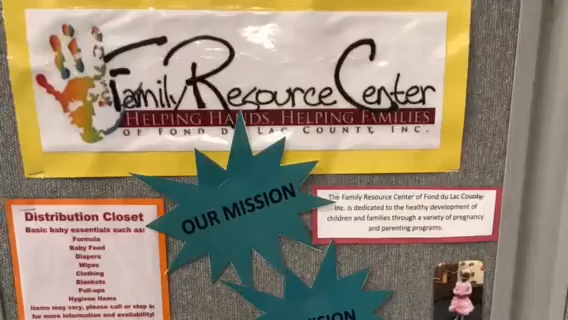 Family Resource Center
HELPING HANDS, HELPING FAMILIES
OF FOND DU LAC COUNTY, INC.
OUR MISSION
The Family Resource Center of Fond du Lac County,
Inc. is dedicated to the healthy development of
children and families through a variety of pregnancy
and parenting programs.
Distribution Closet
Basic baby essentials such as:
Formula
Baby Food
Diapers
Wipes
Clothing
Blankets
Pull-ups
Hygiene Items
Items may vary, please call or stop in
for more information and availability!